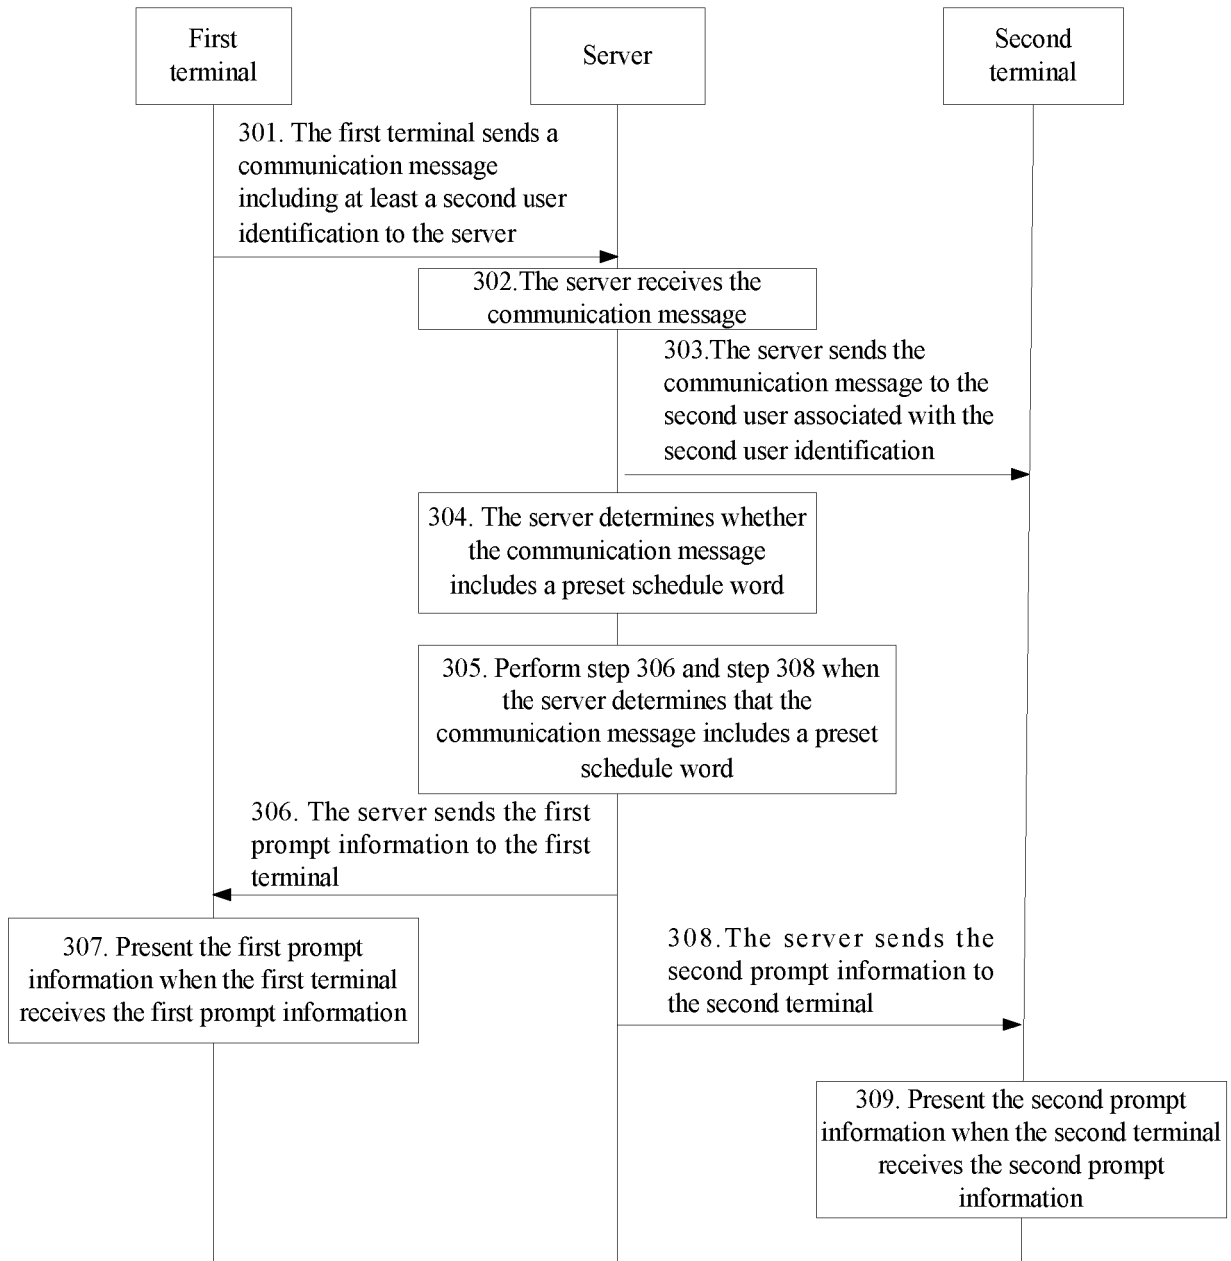 First
terminal
Server
Second
terminal
301. The first terminal sends a
communication message
including at least a second user
identification to the server
302.The server receives the
communication message
303.The server sends the
communication message to the
second user associated with the
second user identification
304. The server determines whether
the communication message
includes a preset schedule word
305. Perform step 306 and step 308 when
the server determines that the
communication message includes a preset
schedule word
306. The server sends the first
prompt information to the first
terminal
307. Present the first prompt
information when the first terminal
receives the first prompt information
308.The server sends the
second prompt information to
the second terminal
309. Present the second prompt
information when the second terminal
receives the second prompt
information